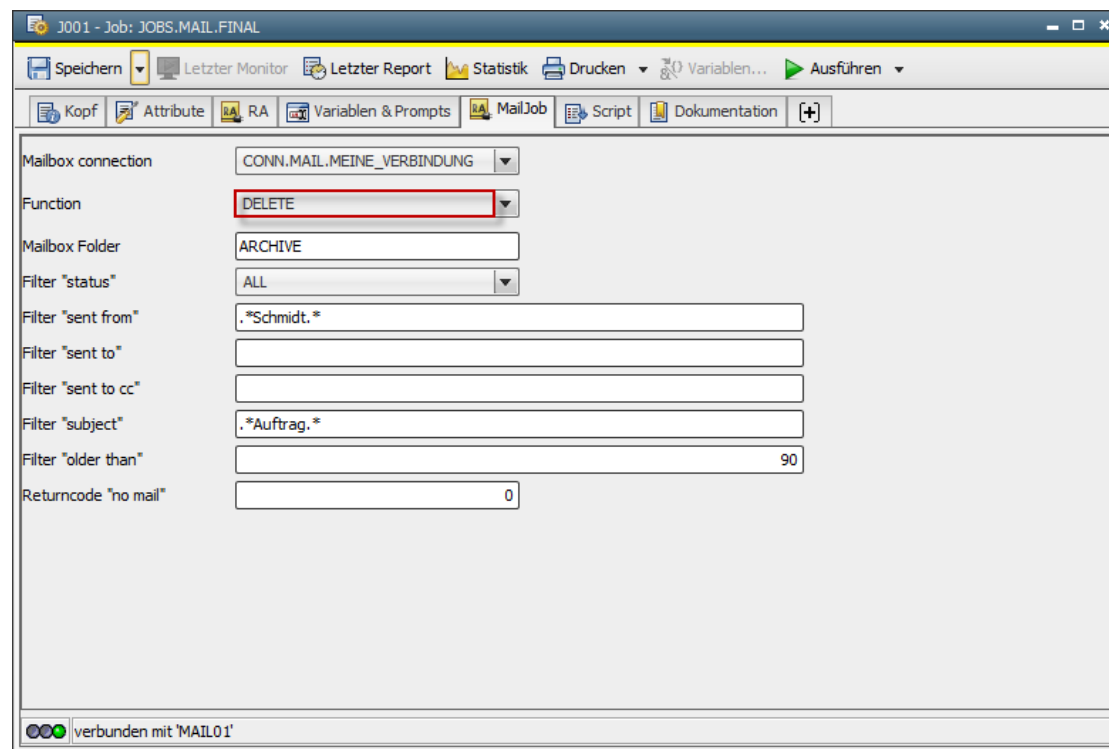 J001 - Job: JOBS.MAIL.FINAL
Speichern Letzter Monitor Letzter Report Statistik Drucken Variablen... Ausführen
Kopf Attribute RA RA Variablen & Prompts RA MailJob Script Dokumentation [+]
Mailbox connection CONN.MAIL.MEINE_VERBINDUNG
Function DELETE
Mailbox Folder ARCHIVE
Filter "status" ALL
Filter "sent from" .*Schmidt.*
Filter "sent to"
Filter "sent to cc"
Filter "subject" .*Auftrag.*
Filter "older than" 90
Returncode "no mail" 0
verbunden mit 'MAIL01'